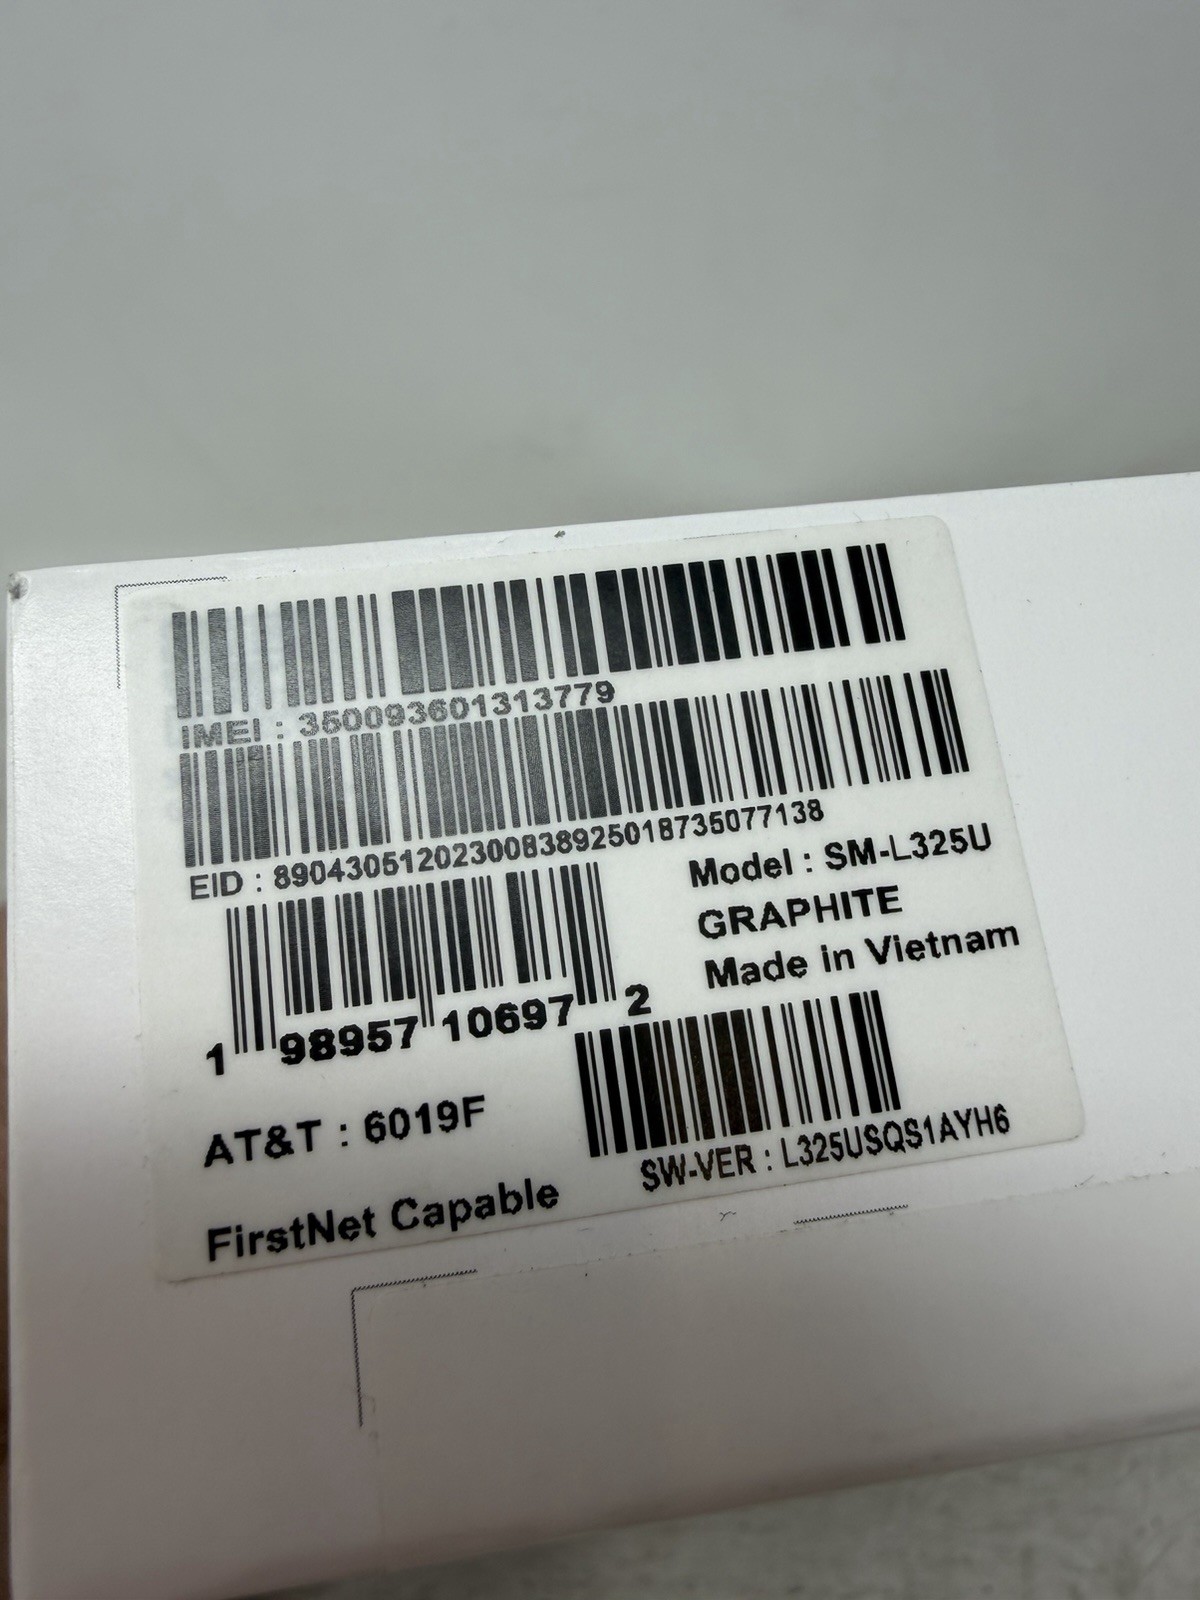 IMEI : 350093601313779
EID : 89043051202300838925018735077138
Model : SM-L325U
GRAPHITE
Made in Vietnam
1 98957 10697 2
AT&T : 6019F
SW-VER : L325USQS1AYH6
FirstNet Capable